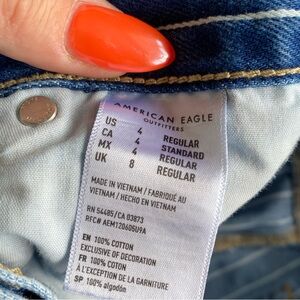 AMERICAN EAGLE
OUTFITTERS
US 4 REGULAR
CA 4 REGULAR
MX 4 STANDARD
UK 8 REGULAR
MADE IN VIETNAM / FABRIQUÉ AU
VIETNAM / HECHO EN VIETNAM
RN 54485/CA 03873
RFC# AEM120606U9A
EN 100% COTTON
EXCLUSIVE OF DECORATION
FR 100% COTON
À L'EXCEPTION DE LA GARNITURE
SP 100% algodón